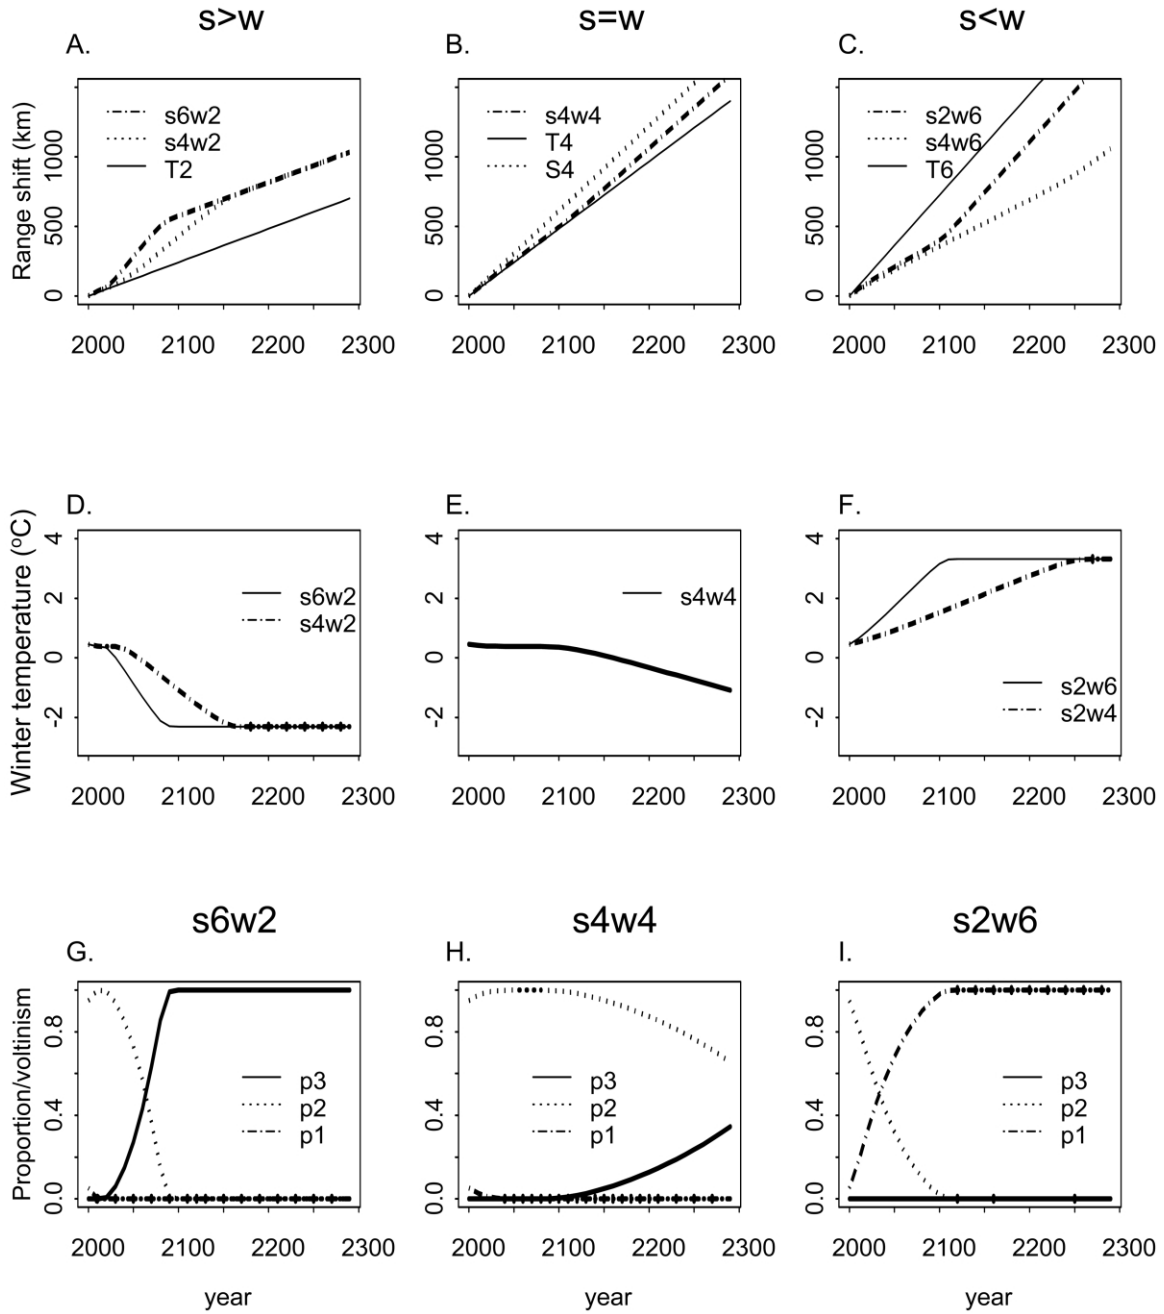 s>w
s=w
s<w
A.
B.
C.
Range shift (km)
0
500
1000
s6w2
s4w2
T2
2000
2100
2200
2300
0
500
1000
s4w4
T4
S4
2000
2100
2200
2300
0
500
1000
s2w6
s4w6
T6
2000
2100
2200
2300
D.
E.
F.
Winter temperature (ºC)
-2
0
2
4
s6w2
s4w2
2000
2100
2200
2300
-2
0
2
4
s4w4
2000
2100
2200
2300
-2
0
2
4
s2w6
s2w4
2000
2100
2200
2300
s6w2
s4w4
s2w6
G.
H.
I.
Proportion/voltinism
0.0
0.4
0.8
p3
p2
p1
2000
2100
2200
2300
year
0.0
0.4
0.8
p3
p2
p1
2000
2100
2200
2300
year
0.0
0.4
0.8
p3
p2
p1
2000
2100
2200
2300
year